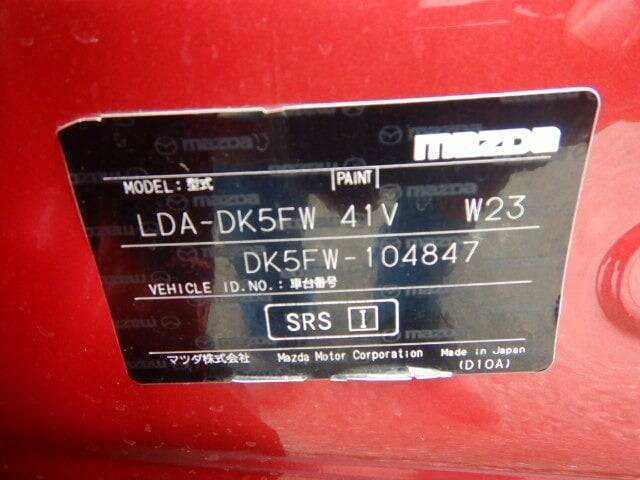 mazda
MODEL:型式 PAINT
LDA-DK5FW 41V W23
DK5FW-104847
VEHICLE ID.NO.:車台番号
SRS I
マツダ株式会社 Mazda Motor Corporation Made in Japan
(D10A)